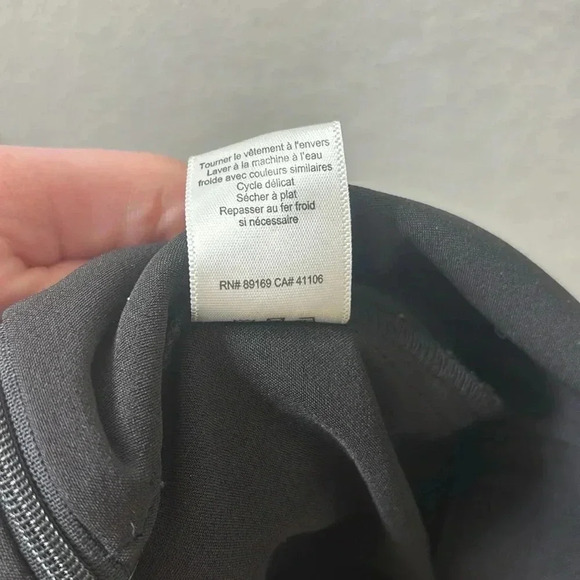 Tourner le vêtement à l'envers
Laver à la machine à l'eau
froide avec couleurs similaires
Cycle délicat
Sécher à plat
Repasser au fer froid
si nécessaire
RN# 89169 CA# 41106